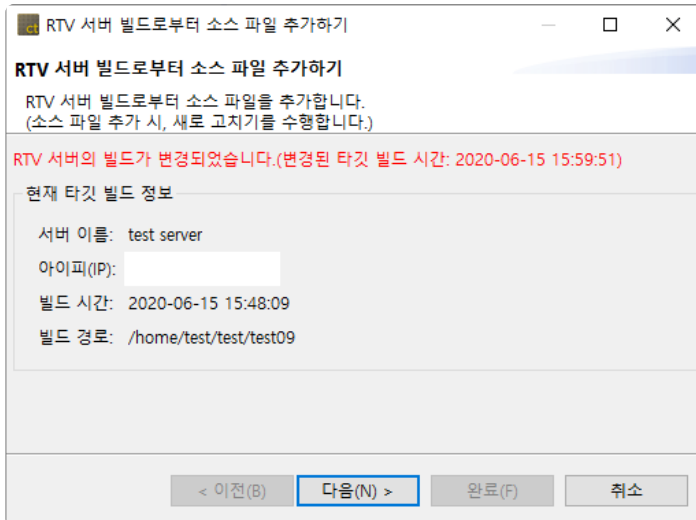 ct RTV 서버 빌드로부터 소스 파일 추가하기
RTV 서버 빌드로부터 소스 파일 추가하기
RTV 서버 빌드로부터 소스 파일을 추가합니다.
(소스 파일 추가 시, 새로 고치기를 수행합니다.)
RTV 서버의 빌드가 변경되었습니다.(변경된 타깃 빌드 시간: 2020-06-15 15:59:51)
현재 타깃 빌드 정보
서버 이름: test server
아이피(IP):
빌드 시간: 2020-06-15 15:48:09
빌드 경로: /home/test/test/test09
< 이전(B) 다음(N) > 완료(F) 취소